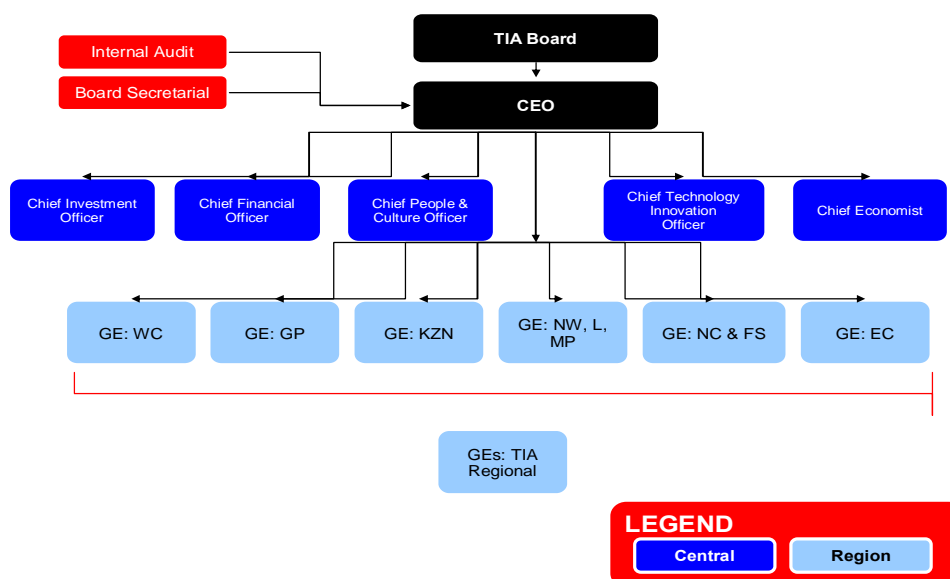 TIA Board
Internal Audit
Board Secretarial
CEO
Chief Investment
Officer
Chief Financial
Officer
Chief People &
Culture Officer
Chief Technology
Innovation
Officer
Chief Economist
GE: WC
GE: GP
GE: KZN
GE: NW, L,
MP
GE: NC & FS
GE: EC
GEs: TIA
Regional
LEGEND
Central
Region